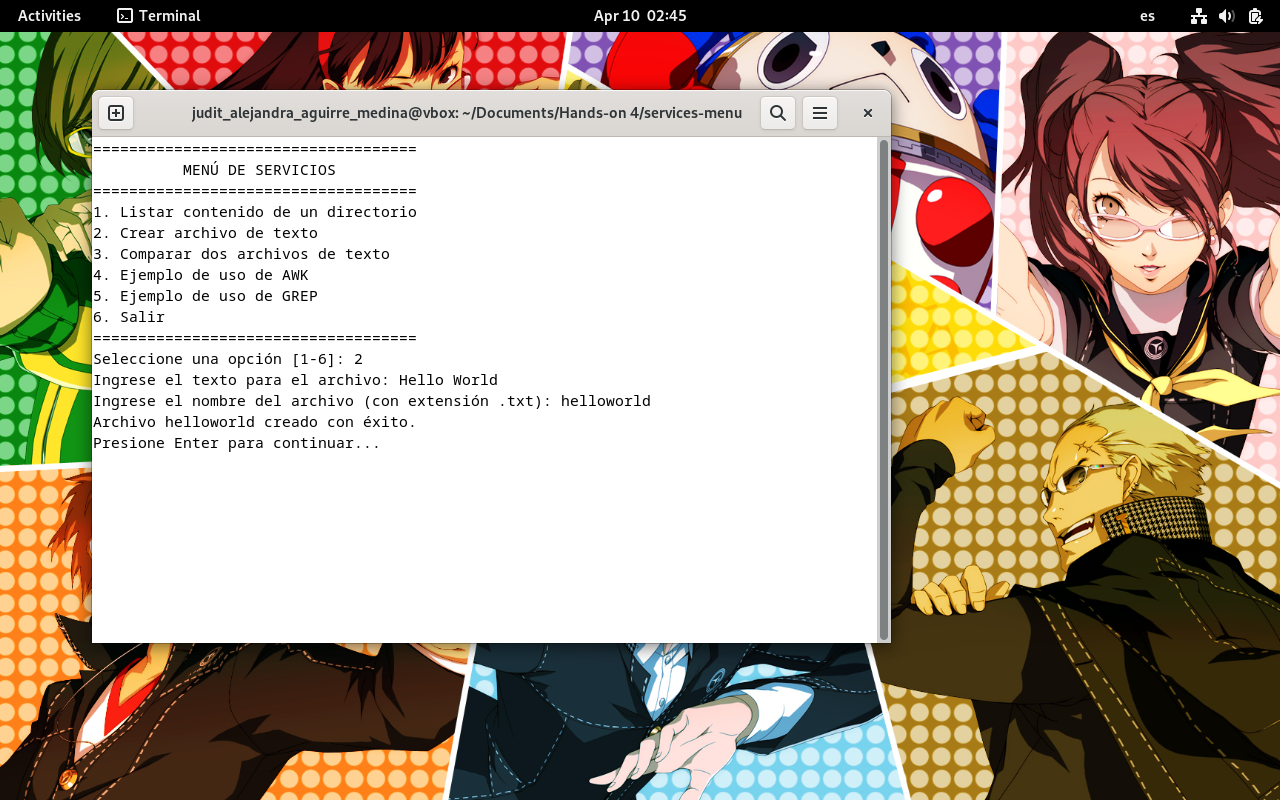 Activities Terminal Apr 10 02:45 es
judit_alejandra_aguirre_medina@vbox: ~/Documents/Hands-on 4/services-menu
====================================
MENÚ DE SERVICIOS
====================================
1. Listar contenido de un directorio
2. Crear archivo de texto
3. Comparar dos archivos de texto
4. Ejemplo de uso de AWK
5. Ejemplo de uso de GREP
6. Salir
====================================
Seleccione una opción [1-6]: 2
Ingrese el texto para el archivo: Hello World
Ingrese el nombre del archivo (con extensión .txt): helloworld
Archivo helloworld creado con éxito.
Presione Enter para continuar...